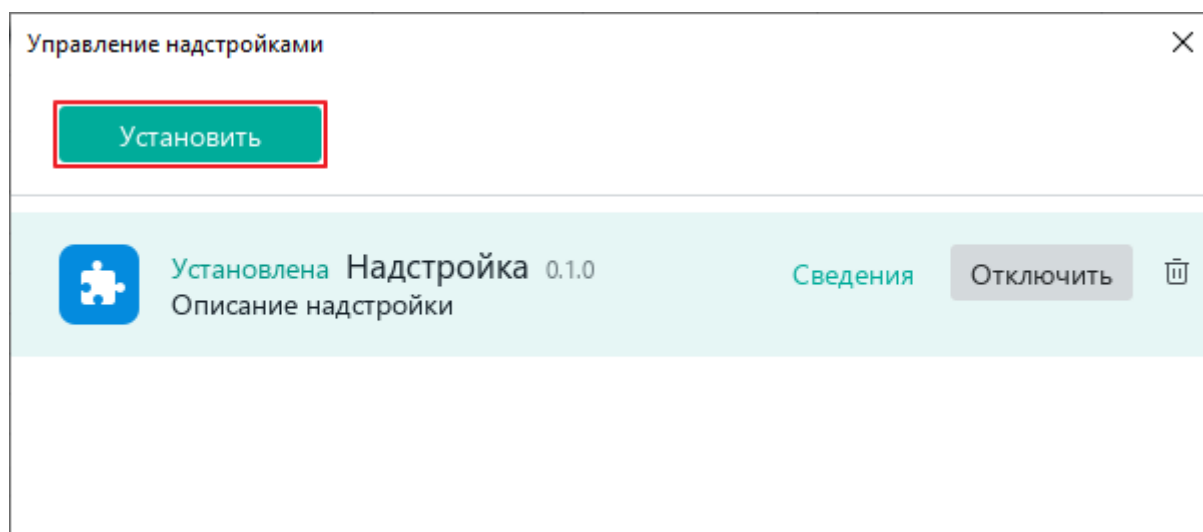 Управление надстройками
Установить
Установлена Надстройка 0.1.0 Сведения Отключить
Описание надстройки